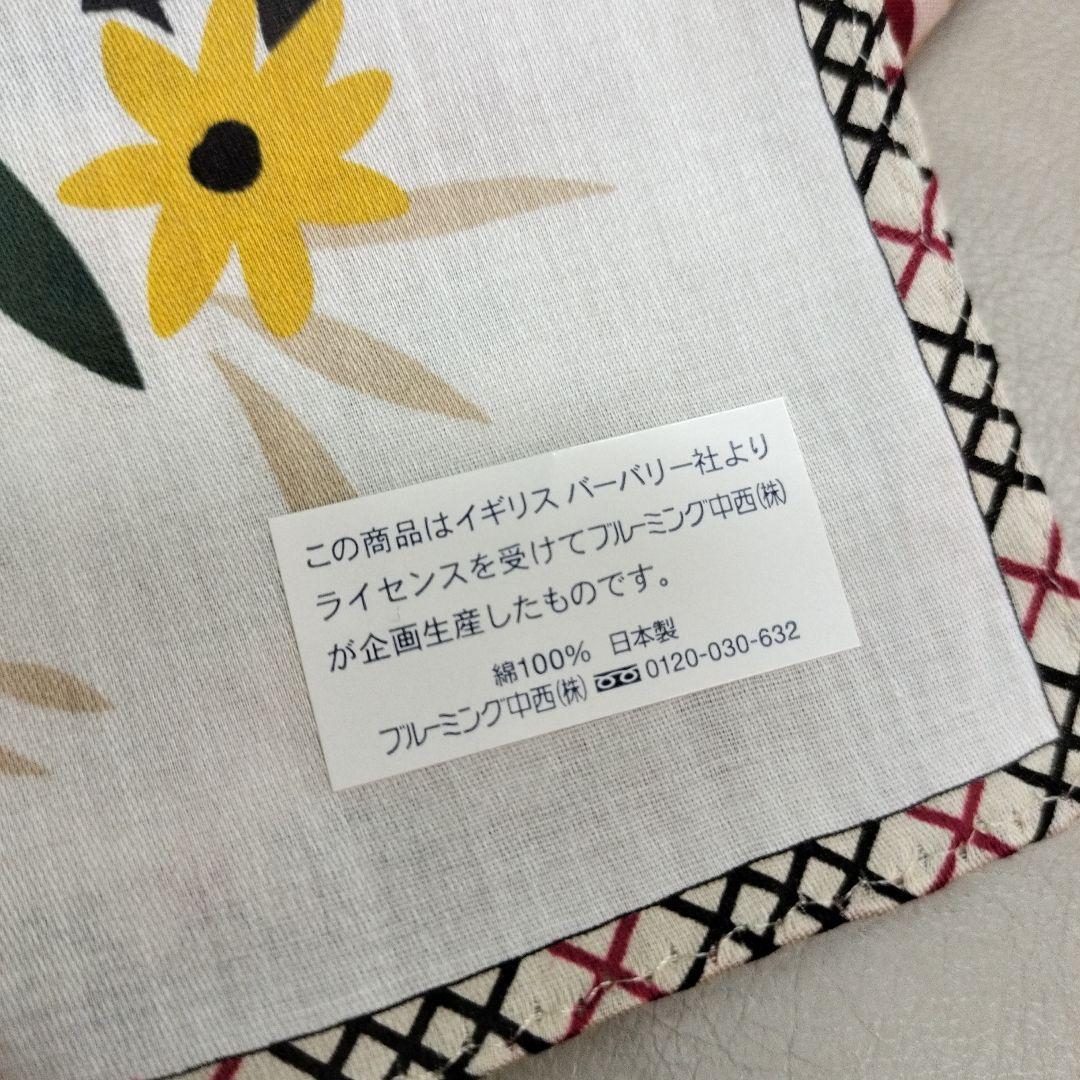 この商品はイギリス バーバリー社より
ライセンスを受けてブルーミング中西(株)
が企画生産したものです。
綿100% 日本製
ブルーミング中西(株) 0120-030-632